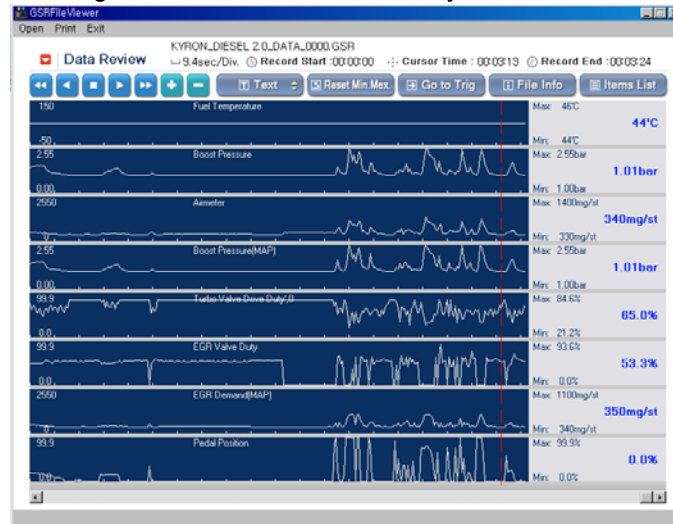 GSRFileViewer
Open Print Exit
KYRON_DIESEL 2.0_DATA_0000.GSR
Data Review
9.4sec/Div. Record Start :00:00:00 Cursor Time : 00:03:13 Record End :00:03:24
Text Reset Min.Max. Go to Trig File Info Items List
150 Fuel Temperature Max: 46℃
44℃
-50 Min: 44℃
2.55 Boost Pressure Max: 2.55bar
1.01bar
0.00 Min: 1.00bar
2550 Airmeter Max: 1400mg/st
340mg/st
0 Min: 330mg/st
2.55 Boost Pressure(MAP) Max: 2.55bar
1.01bar
0.00 Min: 1.00bar
99.9 Turbo Valve Drive Duty',0 Max: 84.6%
65.0%
0.0 Min: 21.2%
99.9 EGR Valve Duty Max: 93.6%
53.3%
0.0 Min: 0.0%
2550 EGR Demand(MAP) Max: 1100mg/st
350mg/st
0 Min: 340mg/st
99.9 Pedal Position Max: 99.9%
0.0%
0.0 Min: 0.0%